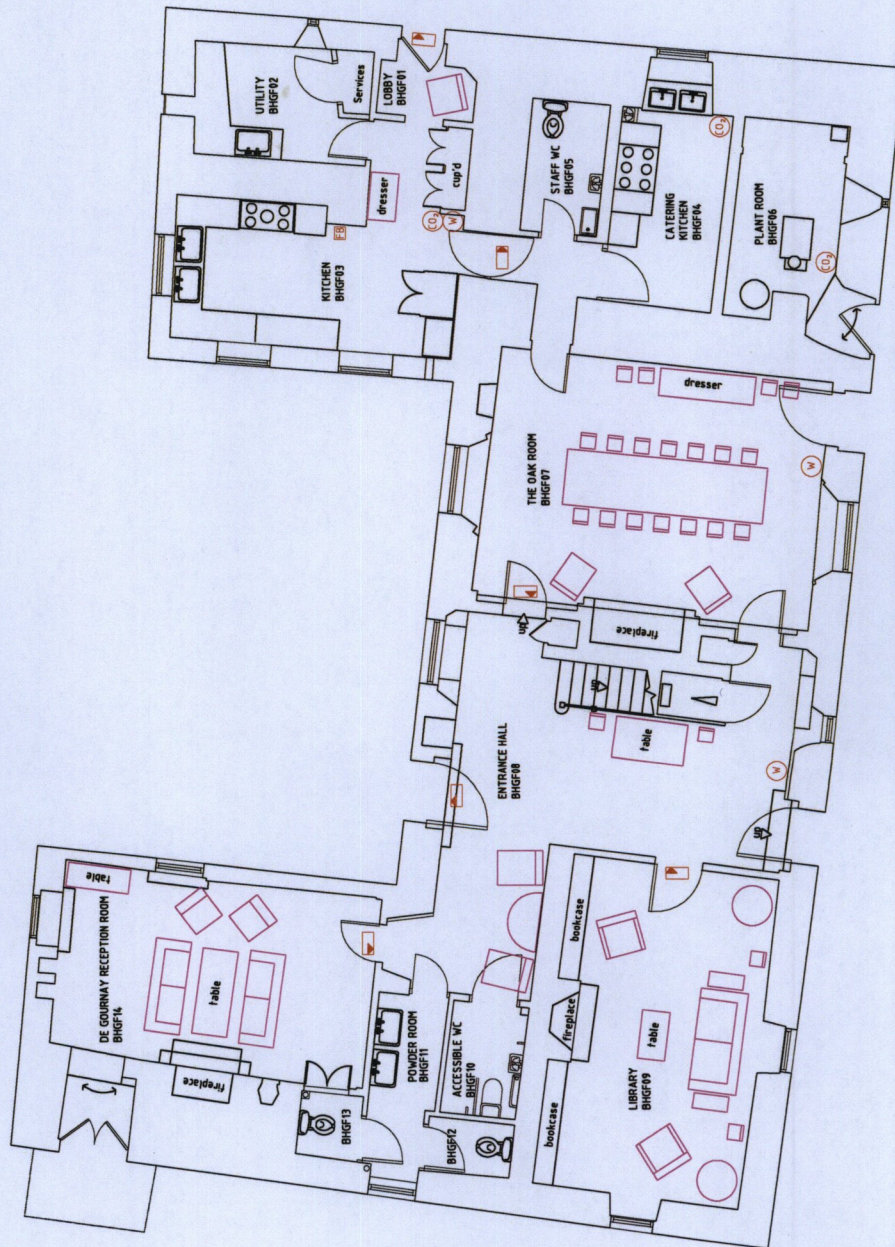 UTILITY
BHGF02
Services
LOBBY
BHGF01
cup'd
dresser
CO₂
W
FB
KITCHEN
BHGF03
STAFF WC
BHGF05
CATERING
KITCHEN
BHGF04
CO₂
PLANT ROOM
BHGF06
CO₂
dresser
THE OAK ROOM
BHGF07
W
fireplace
up
up
table
ENTRANCE HALL
BHGF08
W
up
table
DE GOURNAY RECEPTION ROOM
BHGF14
table
fireplace
POWDER ROOM
BHGF11
ACCESSIBLE WC
BHGF10
BHGF13
BHGF12
bookcase
fireplace
bookcase
table
LIBRARY
BHGF09